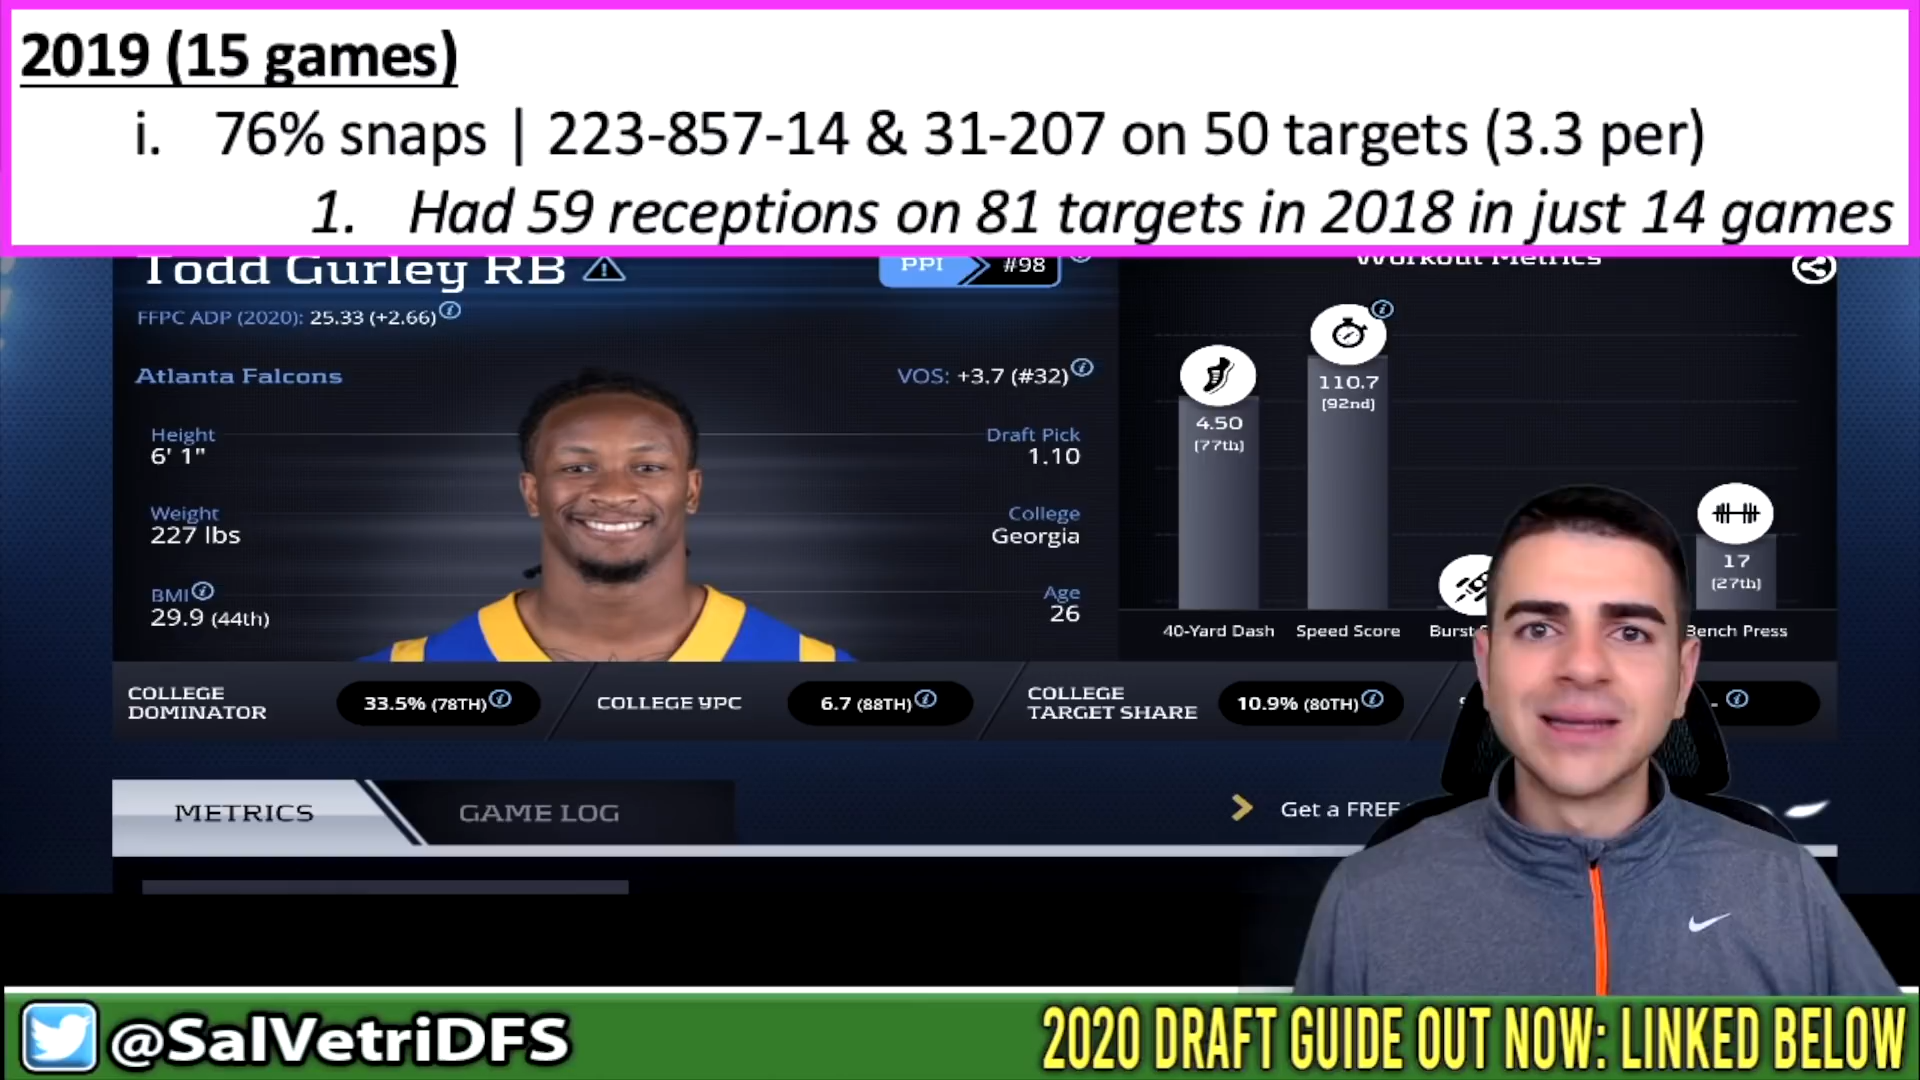 2019 (15 games)
i. 76% snaps | 223-857-14 & 31-207 on 50 targets (3.3 per)
1. Had 59 receptions on 81 targets in 2018 in just 14 games
Todd Gurley RB
PPI #98
Workout Metrics
FFPC ADP (2020): 25.33 (+2.66)
Atlanta Falcons
VOS: +3.7 (#32)
Height
6' 1"
Draft Pick
1.10
Weight
227 lbs
College
Georgia
BMI
29.9 (44th)
Age
26
4.50
(77th)
110.7
(92nd)
17
(27th)
40-Yard Dash
Speed Score
Burst
Bench Press
COLLEGE
DOMINATOR
33.5% (78TH)
COLLEGE YPC
6.7 (88TH)
COLLEGE
TARGET SHARE
10.9% (80TH)
-
METRICS
GAME LOG
Get a FREE
@SalVetriDFS
2020 DRAFT GUIDE OUT NOW: LINKED BELOW